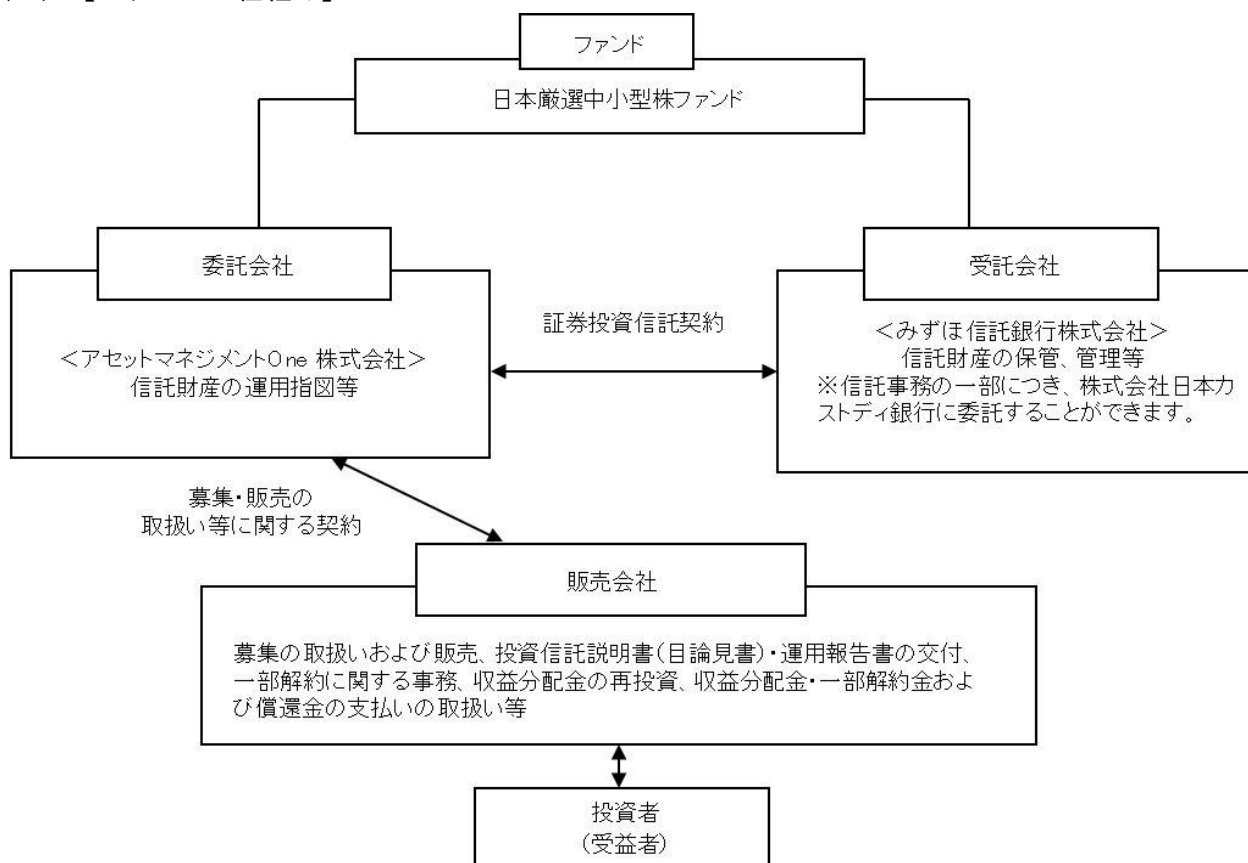 ファンド
日本厳選中小型株ファンド
委託会社
<アセットマネジメントOne 株式会社>
信託財産の運用指図等
証券投資信託契約
受託会社
<みずほ信託銀行株式会社>
信託財産の保管、管理等
※信託事務の一部につき、株式会社日本カ
ストディ銀行に委託することができます。
募集・販売の
取扱い等に関する契約
販売会社
募集の取扱いおよび販売、投資信託説明書(目論見書)・運用報告書の交付、
一部解約に関する事務、収益分配金の再投資、収益分配金・一部解約金およ
び償還金の支払いの取扱い等
投資者
(受益者)